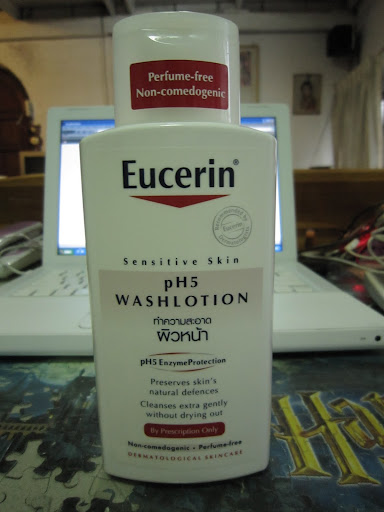 Perfume-free
Non-comedogenic
Eucerin®
Sensitive Skin
pH5
WASHLOTION
ทำความสะอาด
ผิวหน้า
pH5 EnzymeProtection
Preserves skin's
natural defences
Cleanses extra gently
without drying out
By Prescription Only
Non-comedogenic • Perfume-free
DERMATOLOGICAL SKINCARE